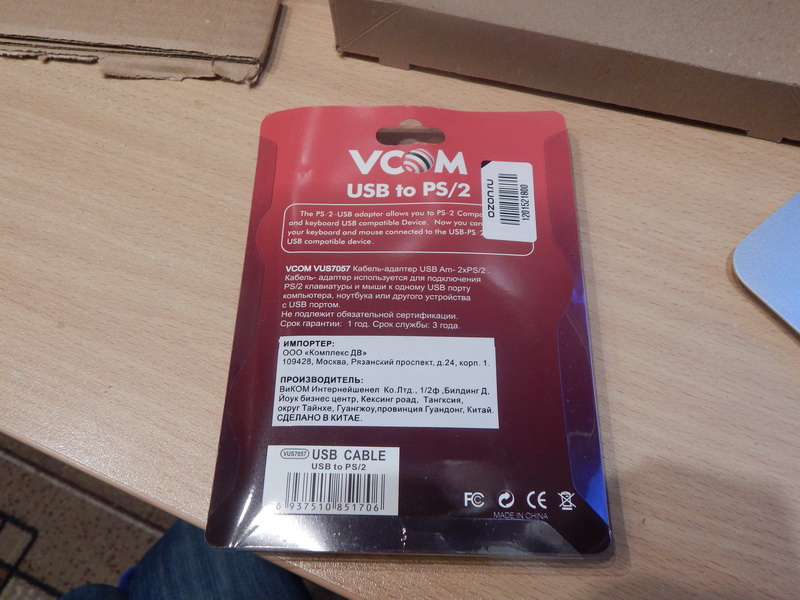 VCOM
USB to PS/2
ozon.ru
1201521800
The PS/2-USB adaptor allows you to PS-2
and keyboard USB compatible Device. Now you
your keyboard and mouse connected to the USB-PS
USB compatible device.
VCOM VUS7057 Кабель-адаптер USB Am- 2xPS/2.
Кабель- адаптер используется для подключения
PS/2 клавиатуры и мыши к одному USB порту
компьютера, ноутбука или другого устройства
с USB портом.
Не подлежит обязательной сертификации.
Срок гарантии: 1 год. Срок службы: 3 года.
ИМПОРТЕР:
ООО «Комплекс ДВ»
109428, Москва, Рязанский проспект, д.24, корп. 1.
ПРОИЗВОДИТЕЛЬ:
ВиКОМ Интернейшенел Ко.Лтд., 1/2ф ,Билдинг Д,
Йоук бизнес центр, Кексинг роад, Тангксия,
округ Тайнхе, Гуангжоу,провинция Гуандонг, Китай.
СДЕЛАНО В КИТАЕ.
VUS7057 USB CABLE
USB to PS/2
6 937510 851706
FC CE
MADE IN CHINA